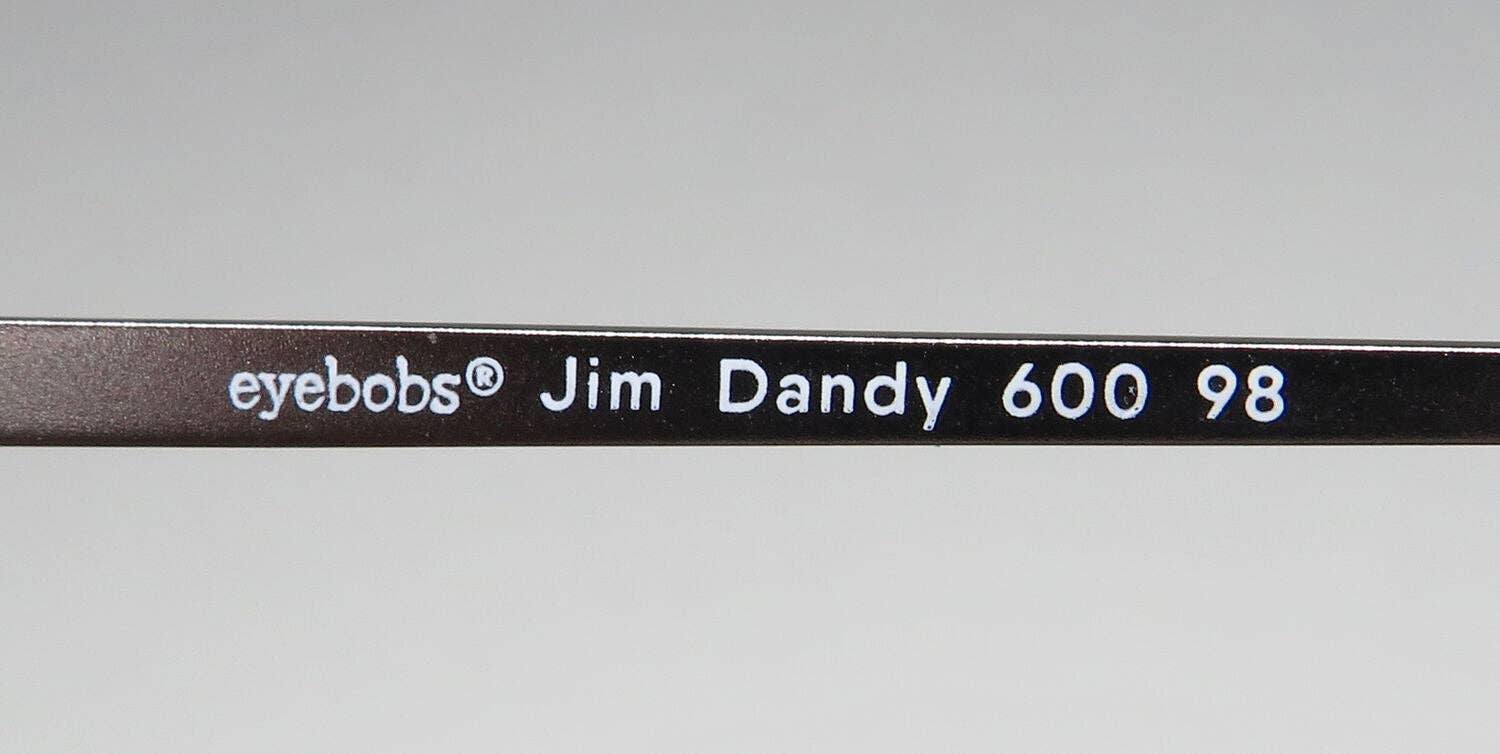 eyebobs® Jim Dandy 600 98